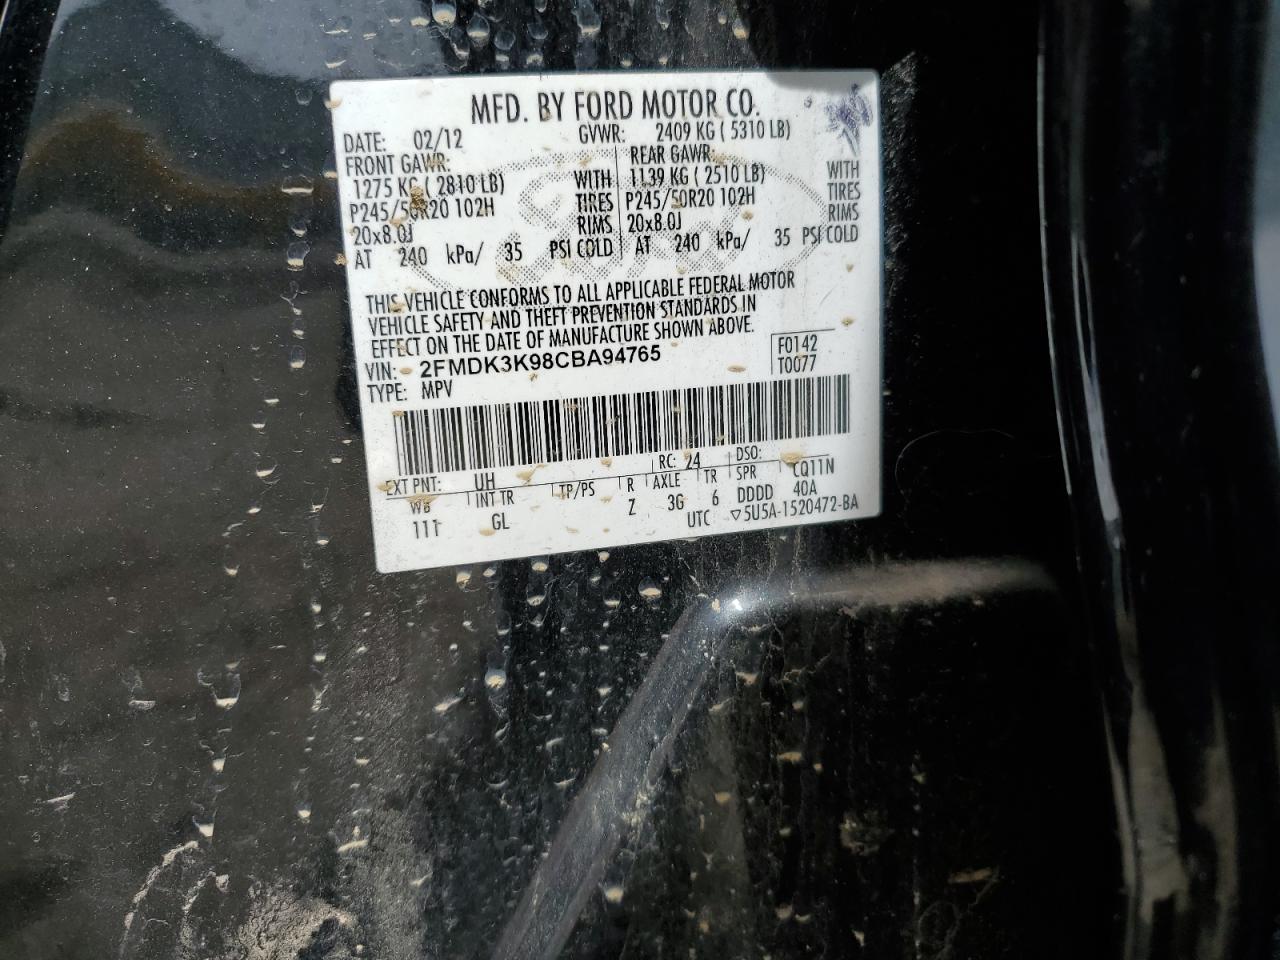 MFD. BY FORD MOTOR CO.
DATE: 02/12 GVWR: 2409 KG ( 5310 LB)
FRONT GAWR: REAR GAWR:
1275 KG ( 2810 LB) WITH 1139 KG ( 2510 LB) WITH
P245/50R20 102H TIRES P245/50R20 102H TIRES
20x8.0J RIMS 20x8.0J RIMS
AT 240 kPa/ 35 PSI COLD AT 240 kPa/ 35 PSI COLD
THIS VEHICLE CONFORMS TO ALL APPLICABLE FEDERAL MOTOR
VEHICLE SAFETY AND THEFT PREVENTION STANDARDS IN
EFFECT ON THE DATE OF MANUFACTURE SHOWN ABOVE.
VIN: 2FMDK3K98CBA94765 F0142
TYPE: MPV T0077
EXT PNT: UH RC: 24 DSO:
WB INT TR TP/PS R AXLE TR SPR CQ11N
111 GL Z 3G 6 DDDD 40A
UTC ▽5U5A-1520472-BA